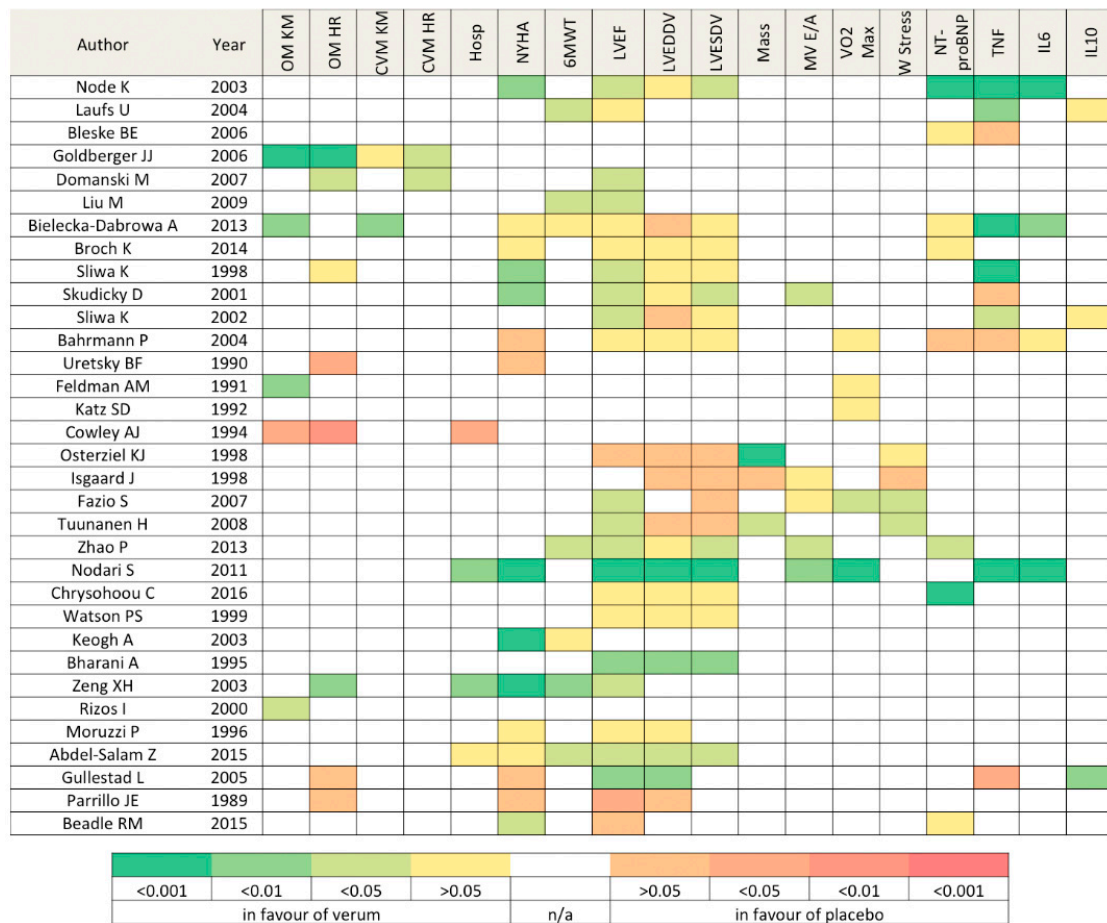 Author Year OM KM OM HR CVM KM CVM HR Hosp NYHA 6MWT LVEF LVEDDV LVESDV Mass MV E/A VO2 Max W Stress NT-proBNP TNF IL6 IL10
Node K 2003
Laufs U 2004
Bleske BE 2006
Goldberger JJ 2006
Domanski M 2007
Liu M 2009
Bielecka-Dabrowa A 2013
Broch K 2014
Sliwa K 1998
Skudicky D 2001
Sliwa K 2002
Bahrmann P 2004
Uretsky BF 1990
Feldman AM 1991
Katz SD 1992
Cowley AJ 1994
Osterziel KJ 1998
Isgaard J 1998
Fazio S 2007
Tuunanen H 2008
Zhao P 2013
Nodari S 2011
Chrysohoou C 2016
Watson PS 1999
Keogh A 2003
Bharani A 1995
Zeng XH 2003
Rizos I 2000
Moruzzi P 1996
Abdel-Salam Z 2015
Gullestad L 2005
Parrillo JE 1989
Beadle RM 2015
<0.001 <0.01 <0.05 >0.05 >0.05 <0.05 <0.01 <0.001
in favour of verum n/a in favour of placebo